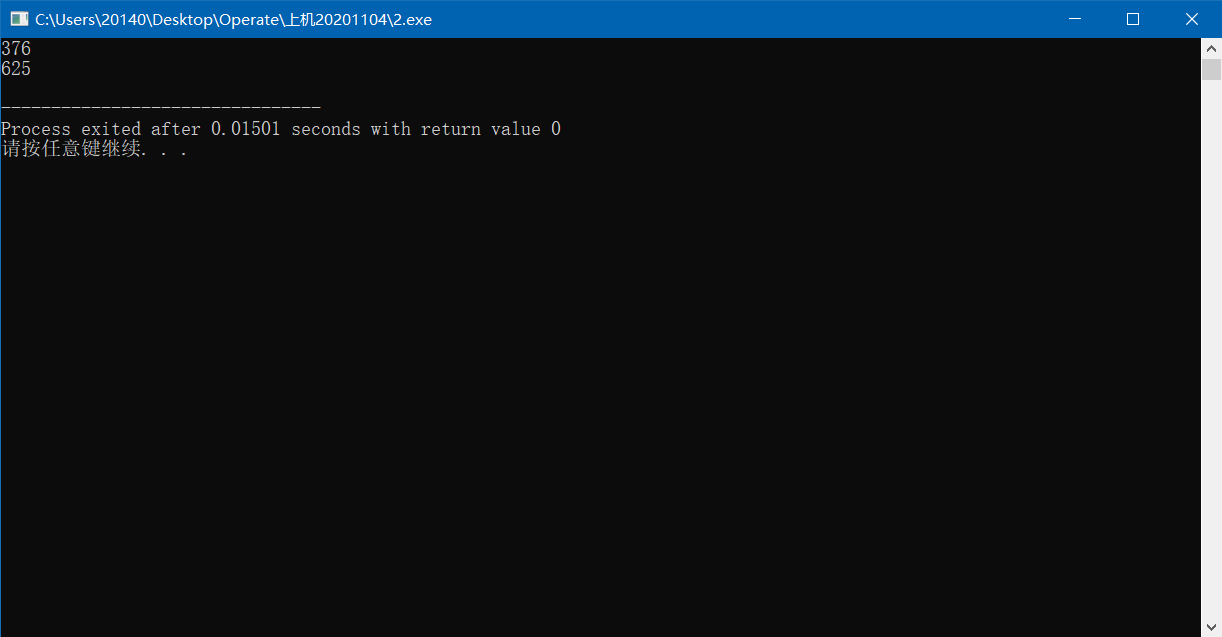 C:\Users\20140\Desktop\Operate\上机20201104\2.exe
376
625
--------------------------------
Process exited after 0.01501 seconds with return value 0
请按任意键继续. . .